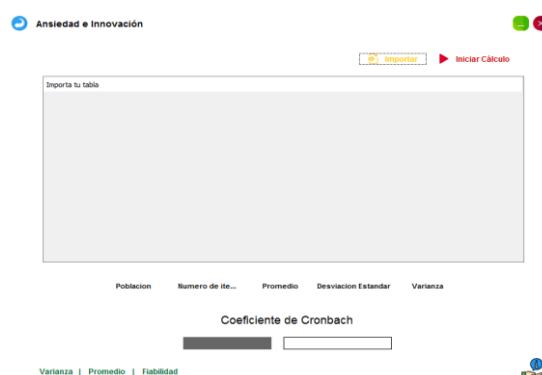 Ansiedad e Innovación
Importar Iniciar Cálculo
Importa tu tabla
Poblacion Numero de ite... Promedio Desviacion Estandar Varianza
Coeficiente de Cronbach
Varianza | Promedio | Fiabilidad